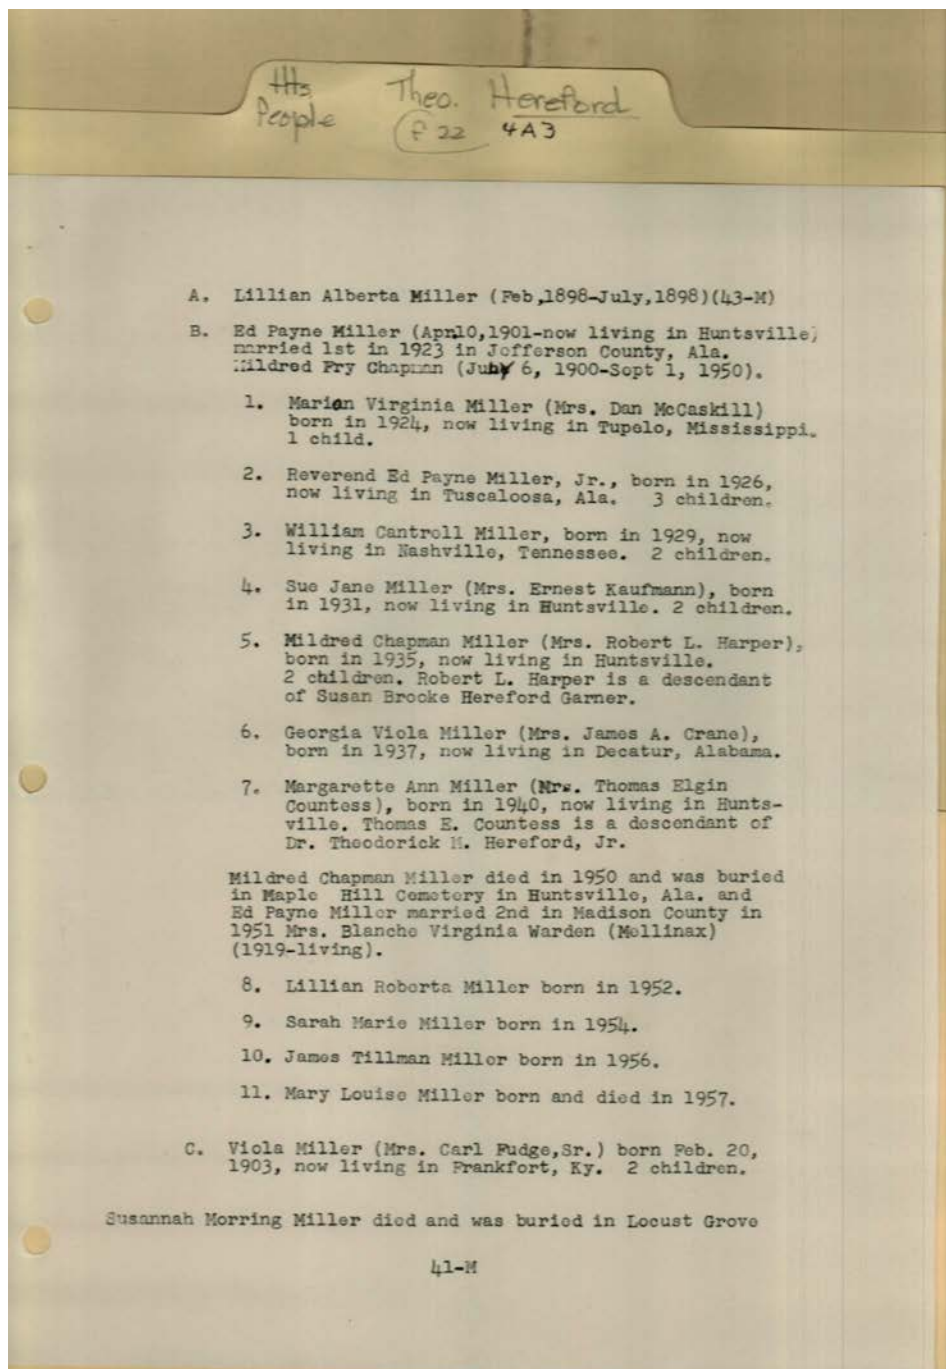 HHs Theo. Hereford
People f 22 4A3
A. Lillian Alberta Miller (Feb,1898-July,1898)(43-M)
B. Ed Payne Miller (Apr10,1901-now living in Huntsville)
married 1st in 1923 in Jefferson County, Ala.
Mildred Fry Chapman (July 6, 1900-Sept 1, 1950).
1. Marian Virginia Miller (Mrs. Dan McCaskill)
born in 1924, now living in Tupelo, Mississippi.
1 child.
2. Reverend Ed Payne Miller, Jr., born in 1926,
now living in Tuscaloosa, Ala. 3 children.
3. William Cantrell Miller, born in 1929, now
living in Nashville, Tennessee. 2 children.
4. Sue Jane Miller (Mrs. Ernest Kaufmann), born
in 1931, now living in Huntsville. 2 children.
5. Mildred Chapman Miller (Mrs. Robert L. Harper),
born in 1935, now living in Huntsville.
2 children. Robert L. Harper is a descendant
of Susan Brooke Hereford Garner.
6. Georgia Viola Miller (Mrs. James A. Crane),
born in 1937, now living in Decatur, Alabama.
7. Margarette Ann Miller (Mrs. Thomas Elgin
Countess), born in 1940, now living in Hunts-
ville. Thomas E. Countess is a descendant of
Dr. Theodorick M. Hereford, Jr.
Mildred Chapman Miller died in 1950 and was buried
in Maple Hill Cemetery in Huntsville, Ala. and
Ed Payne Miller married 2nd in Madison County in
1951 Mrs. Blanche Virginia Warden (Mellinax)
(1919-living).
8. Lillian Roberta Miller born in 1952.
9. Sarah Marie Miller born in 1954.
10. James Tillman Miller born in 1956.
11. Mary Louise Miller born and died in 1957.
C. Viola Miller (Mrs. Carl Fudge,Sr.) born Feb. 20,
1903, now living in Frankfort, Ky. 2 children.
Susannah Morring Miller died and was buried in Locust Grove
41-M